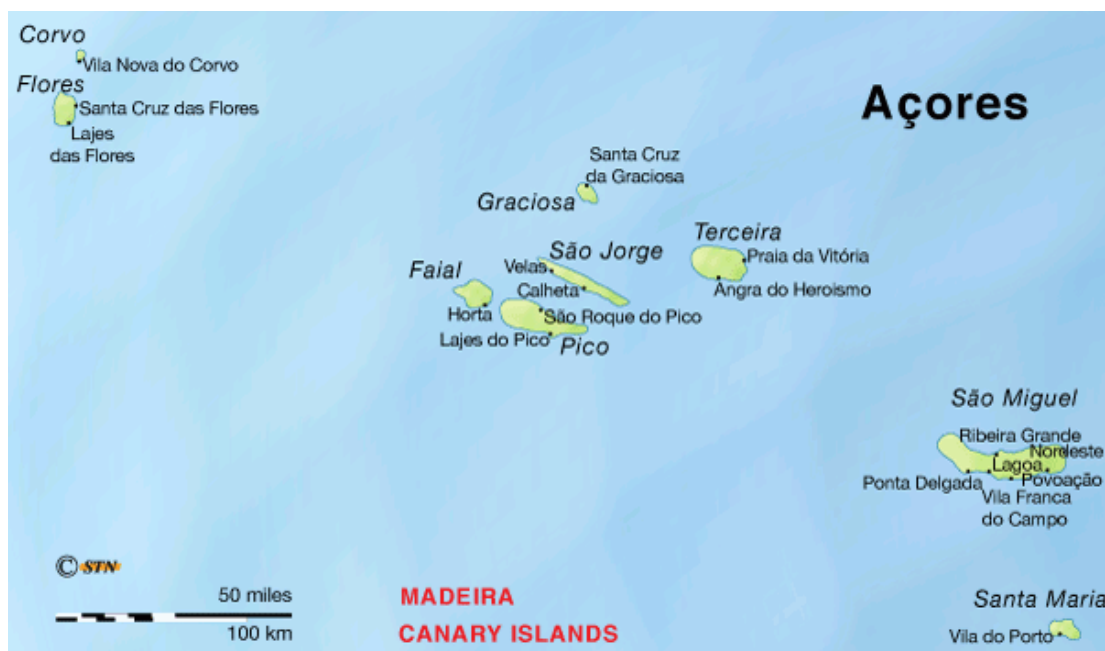 Corvo
Vila Nova do Corvo
Flores
Santa Cruz das Flores
Lajes
das Flores
Açores
Santa Cruz
da Graciosa
Graciosa
Terceira
Praia da Vitória
Angra do Heroismo
São Jorge
Velas
Calheta
Faial
Horta
São Roque do Pico
Lajes do Pico
Pico
São Miguel
Ribeira Grande
Nordeste
Lagoa
Ponta Delgada
Povoação
Vila Franca
do Campo
© STN
50 miles
100 km
MADEIRA
CANARY ISLANDS
Santa Maria
Vila do Porto